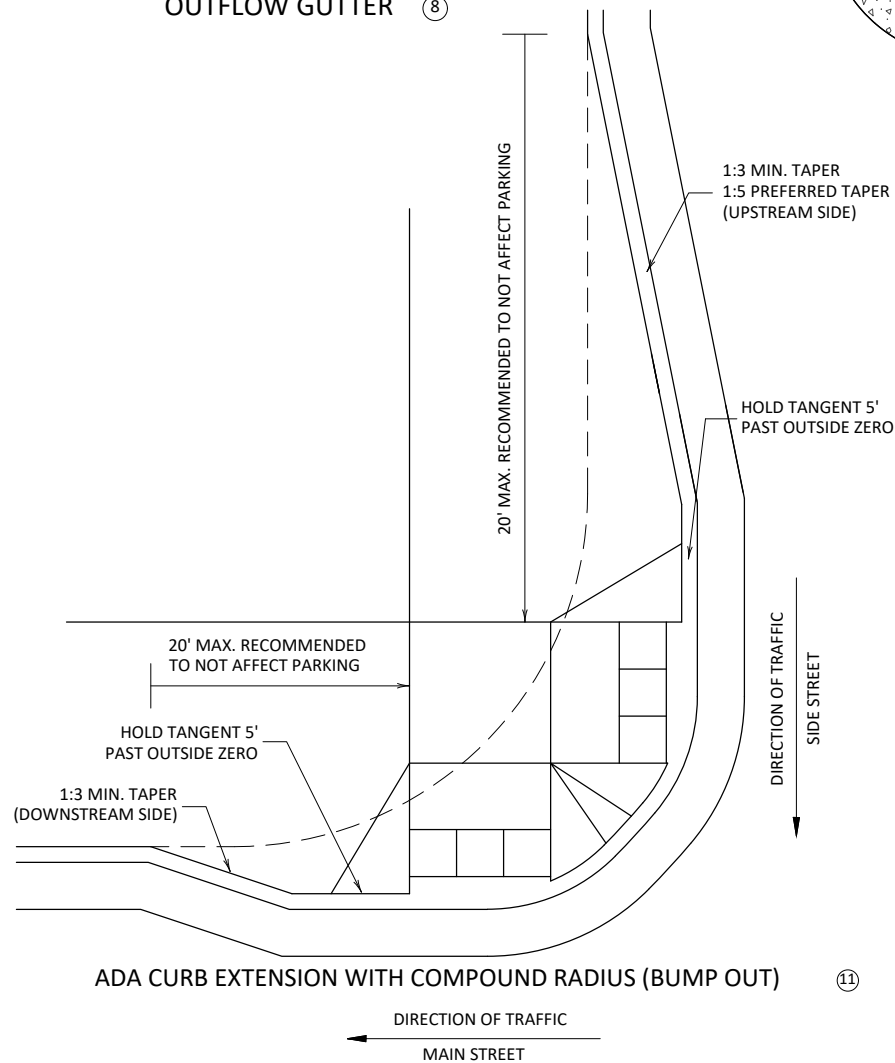 OUTFLOW GUTTER 8
20' MAX. RECOMMENDED TO NOT AFFECT PARKING
1:3 MIN. TAPER
1:5 PREFERRED TAPER
(UPSTREAM SIDE)
HOLD TANGENT 5'
PAST OUTSIDE ZERO
20' MAX. RECOMMENDED
TO NOT AFFECT PARKING
DIRECTION OF TRAFFIC
SIDE STREET
HOLD TANGENT 5'
PAST OUTSIDE ZERO
1:3 MIN. TAPER
(DOWNSTREAM SIDE)
ADA CURB EXTENSION WITH COMPOUND RADIUS (BUMP OUT) 11
DIRECTION OF TRAFFIC
MAIN STREET